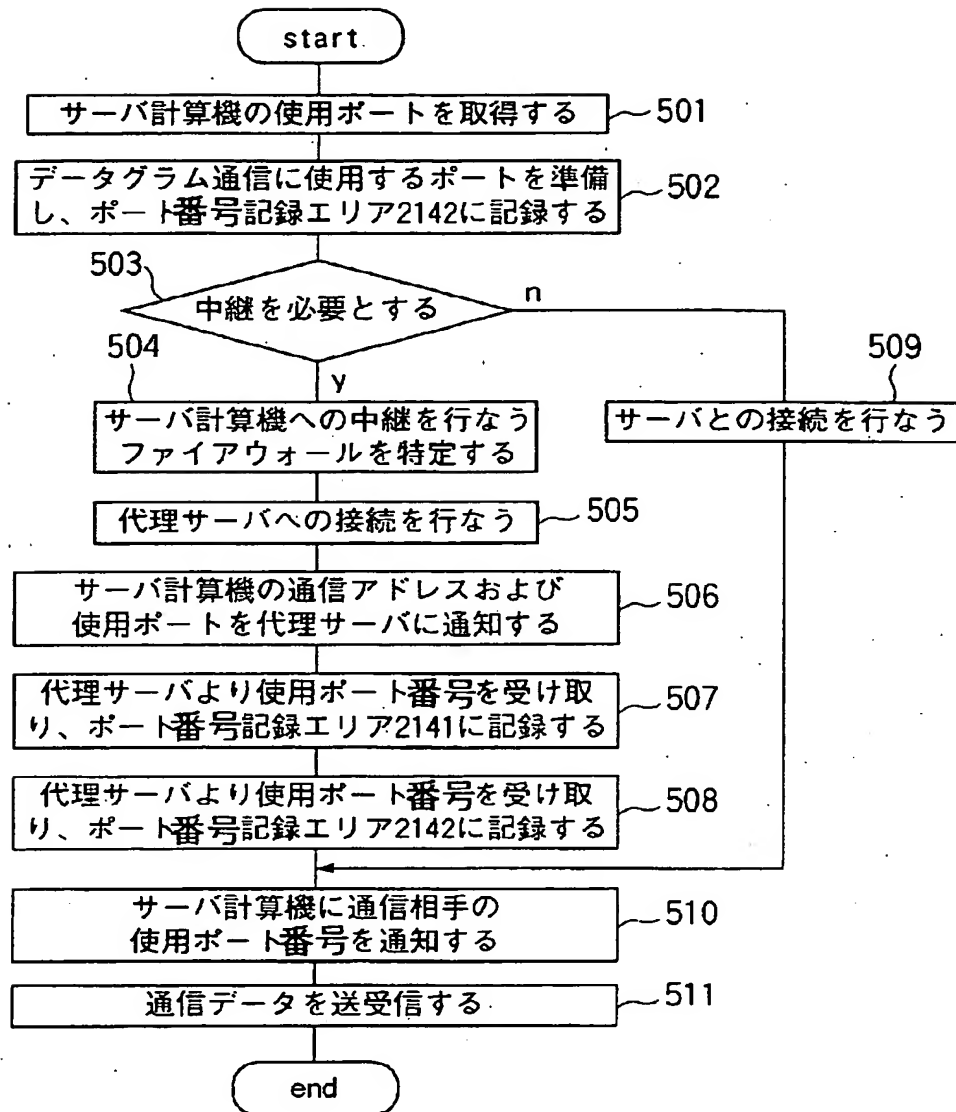 start
サーバ計算機の使用ポートを取得する
501
データグラム通信に使用するポートを準備
し、ポート番号記録エリア2142に記録する
502
503
中継を必要とする
n
y
504
サーバ計算機への中継を行なう
ファイアウォールを特定する
509
サーバとの接続を行なう
代理サーバへの接続を行なう
505
サーバ計算機の通信アドレスおよび
使用ポートを代理サーバに通知する
506
代理サーバより使用ポート番号を受け取
り、ポート番号記録エリア2141に記録する
507
代理サーバより使用ポート番号を受け取
り、ポート番号記録エリア2142に記録する
508
サーバ計算機に通信相手の
使用ポート番号を通知する
510
通信データを送受信する
511
end